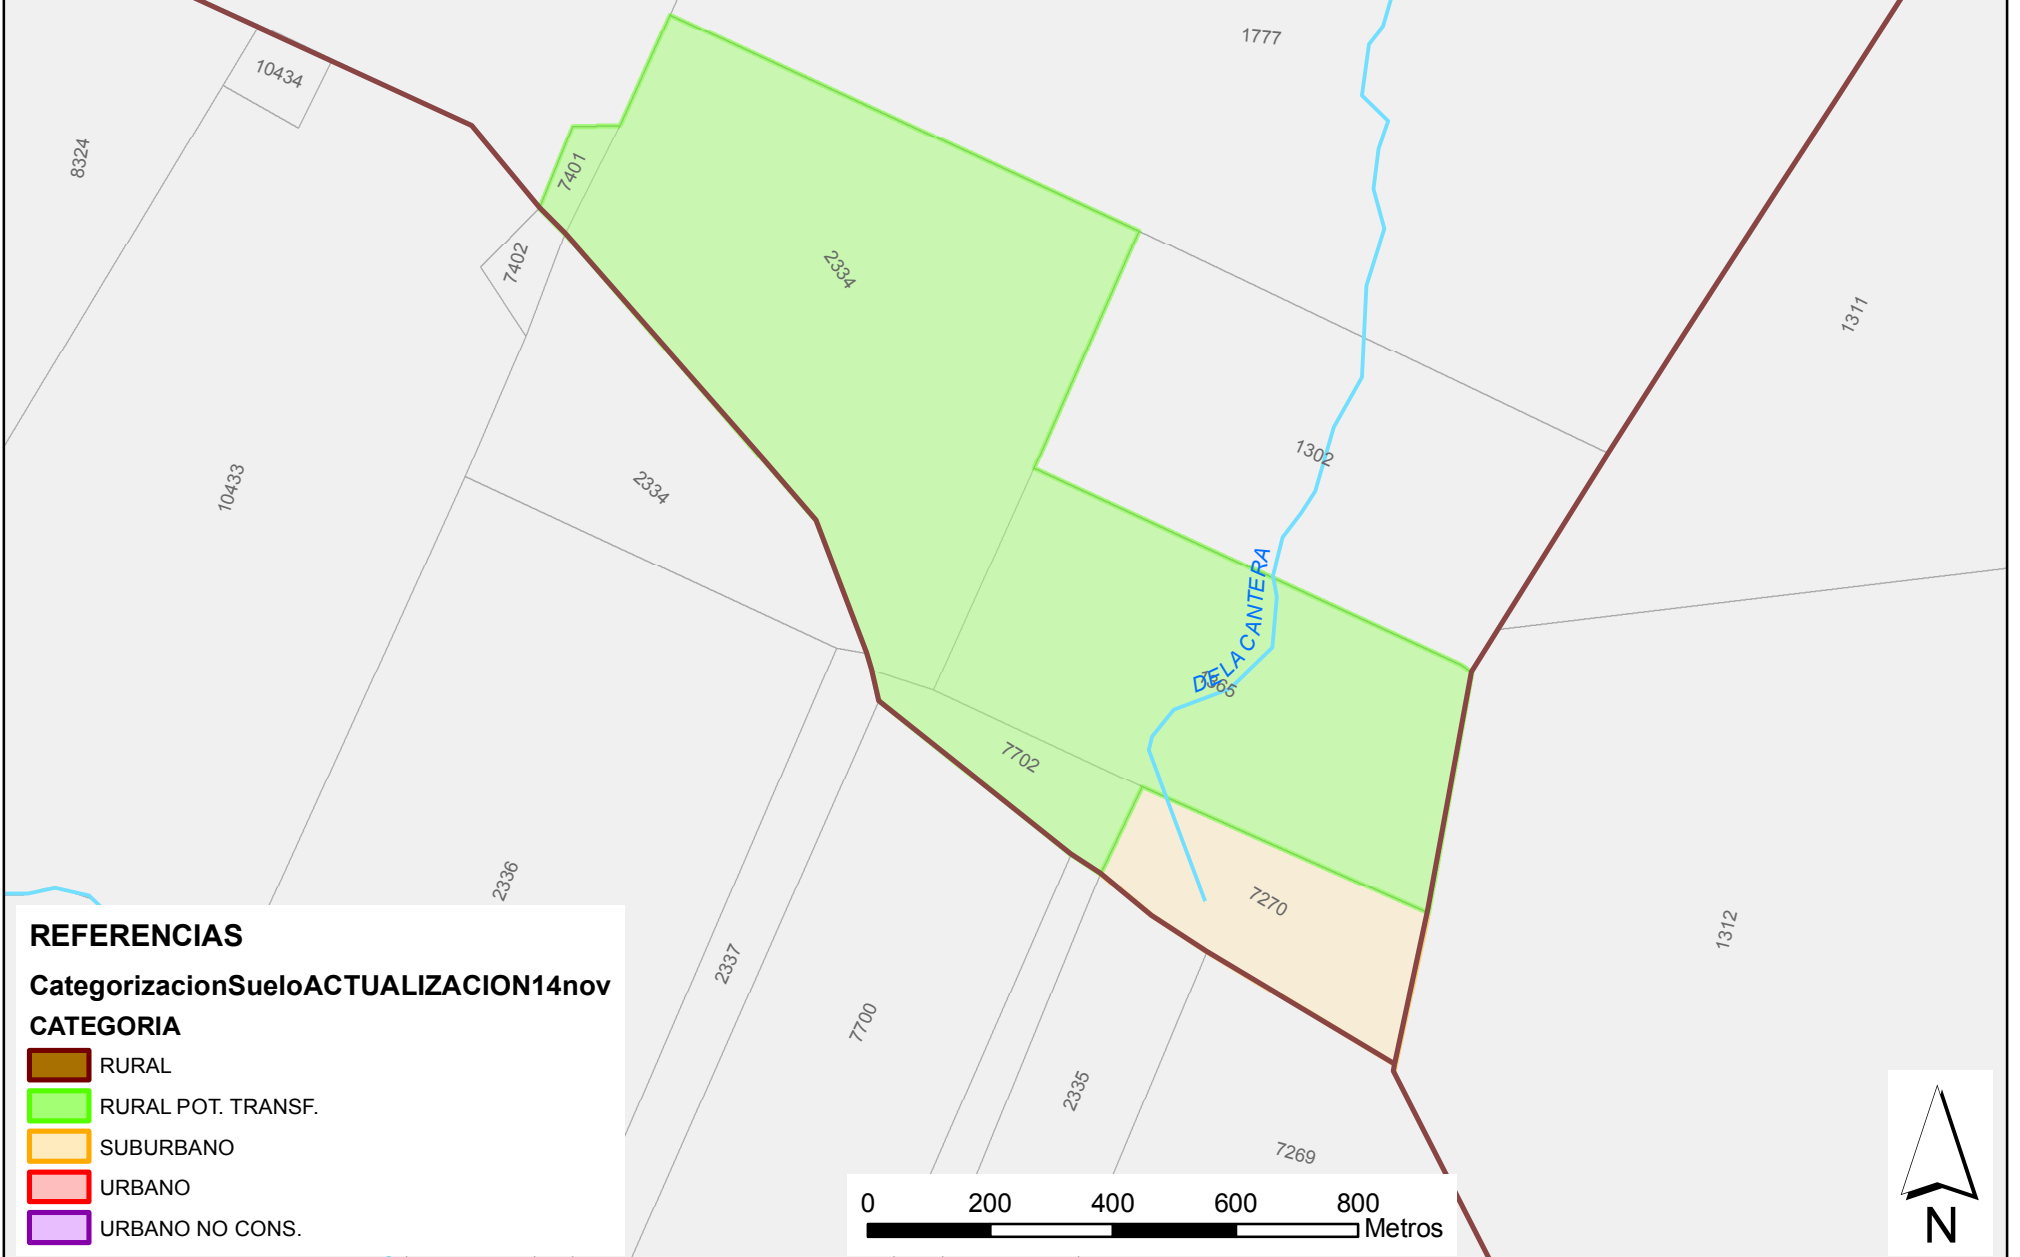 1777
10434
8324
7401
7402
2334
1311
1302
10433
2334
DE LA CANTERA
7702
7270
2336
1312
2337
7700
2335
7269
REFERENCIAS
CategorizacionSueloACTUALIZACION14nov
CATEGORIA
RURAL
RURAL POT. TRANSF.
SUBURBANO
URBANO
URBANO NO CONS.
0 200 400 600 800
Metros
N